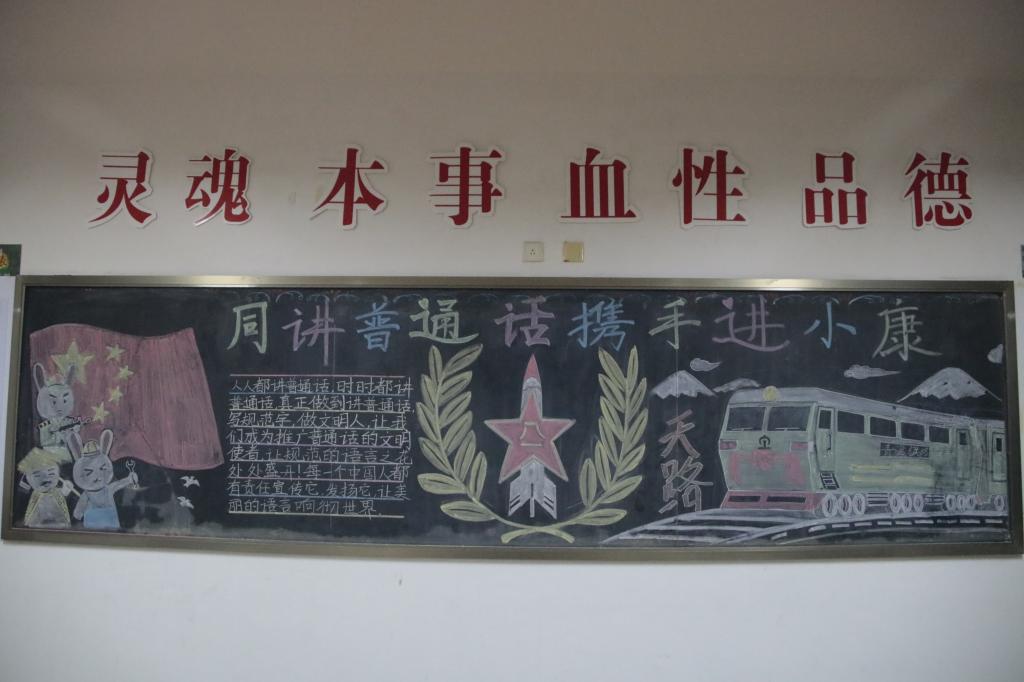 灵魂 本事 血性 品德
同讲普通话携手进小康
人人都讲普通话,时时都讲
普通话,真正做到讲普通话,
写规范字,做文明人,让我
们成为推广普通话的文明
使者,让规范的语言之花
处处盛开!每一个中国人都
有责任宣传它,发扬它,让美
丽的语言响彻世界.
八一
天路